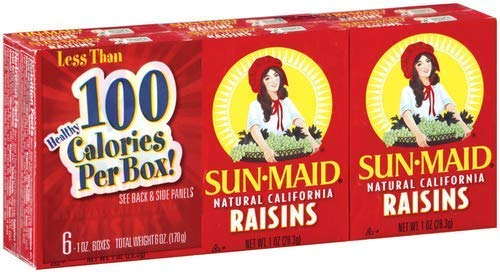 Less Than
100
Healthy
Calories
Per Box!
SEE BACK & SIDE PANELS
6 -1 OZ. BOXES TOTAL WEIGHT 6 OZ. (170g)
SUN•MAID®
NATURAL CALIFORNIA
RAISINS
NET WT. 1 OZ (28.3g)
SUN•MAID®
NATURAL CALIFORNIA
RAISINS
NET WT. 1 OZ (28.3g)